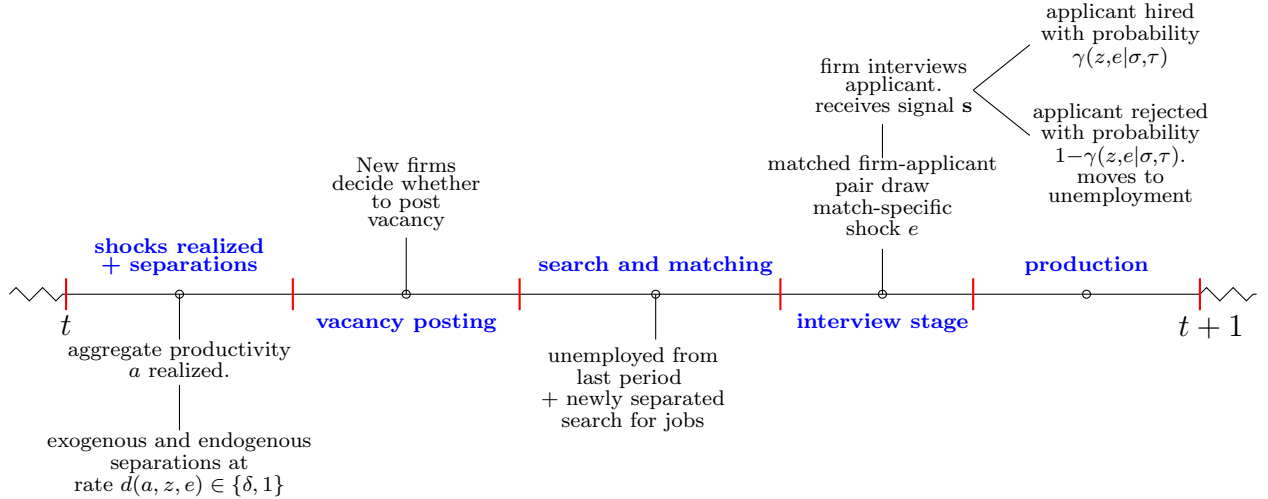 shocks realized
+ separations
t
aggregate productivity
a realized.
exogenous and endogenous
separations at
rate d(a, z, e) ∈ {δ, 1}
New firms
decide whether
to post
vacancy
vacancy posting
search and matching
unemployed from
last period
+ newly separated
search for jobs
firm interviews
applicant.
receives signal s
matched firm-applicant
pair draw
match-specific
shock e
interview stage
applicant hired
with probability
γ(z,e|σ,τ)
applicant rejected
with probability
1−γ(z,e|σ,τ).
moves to
unemployment
production
t + 1